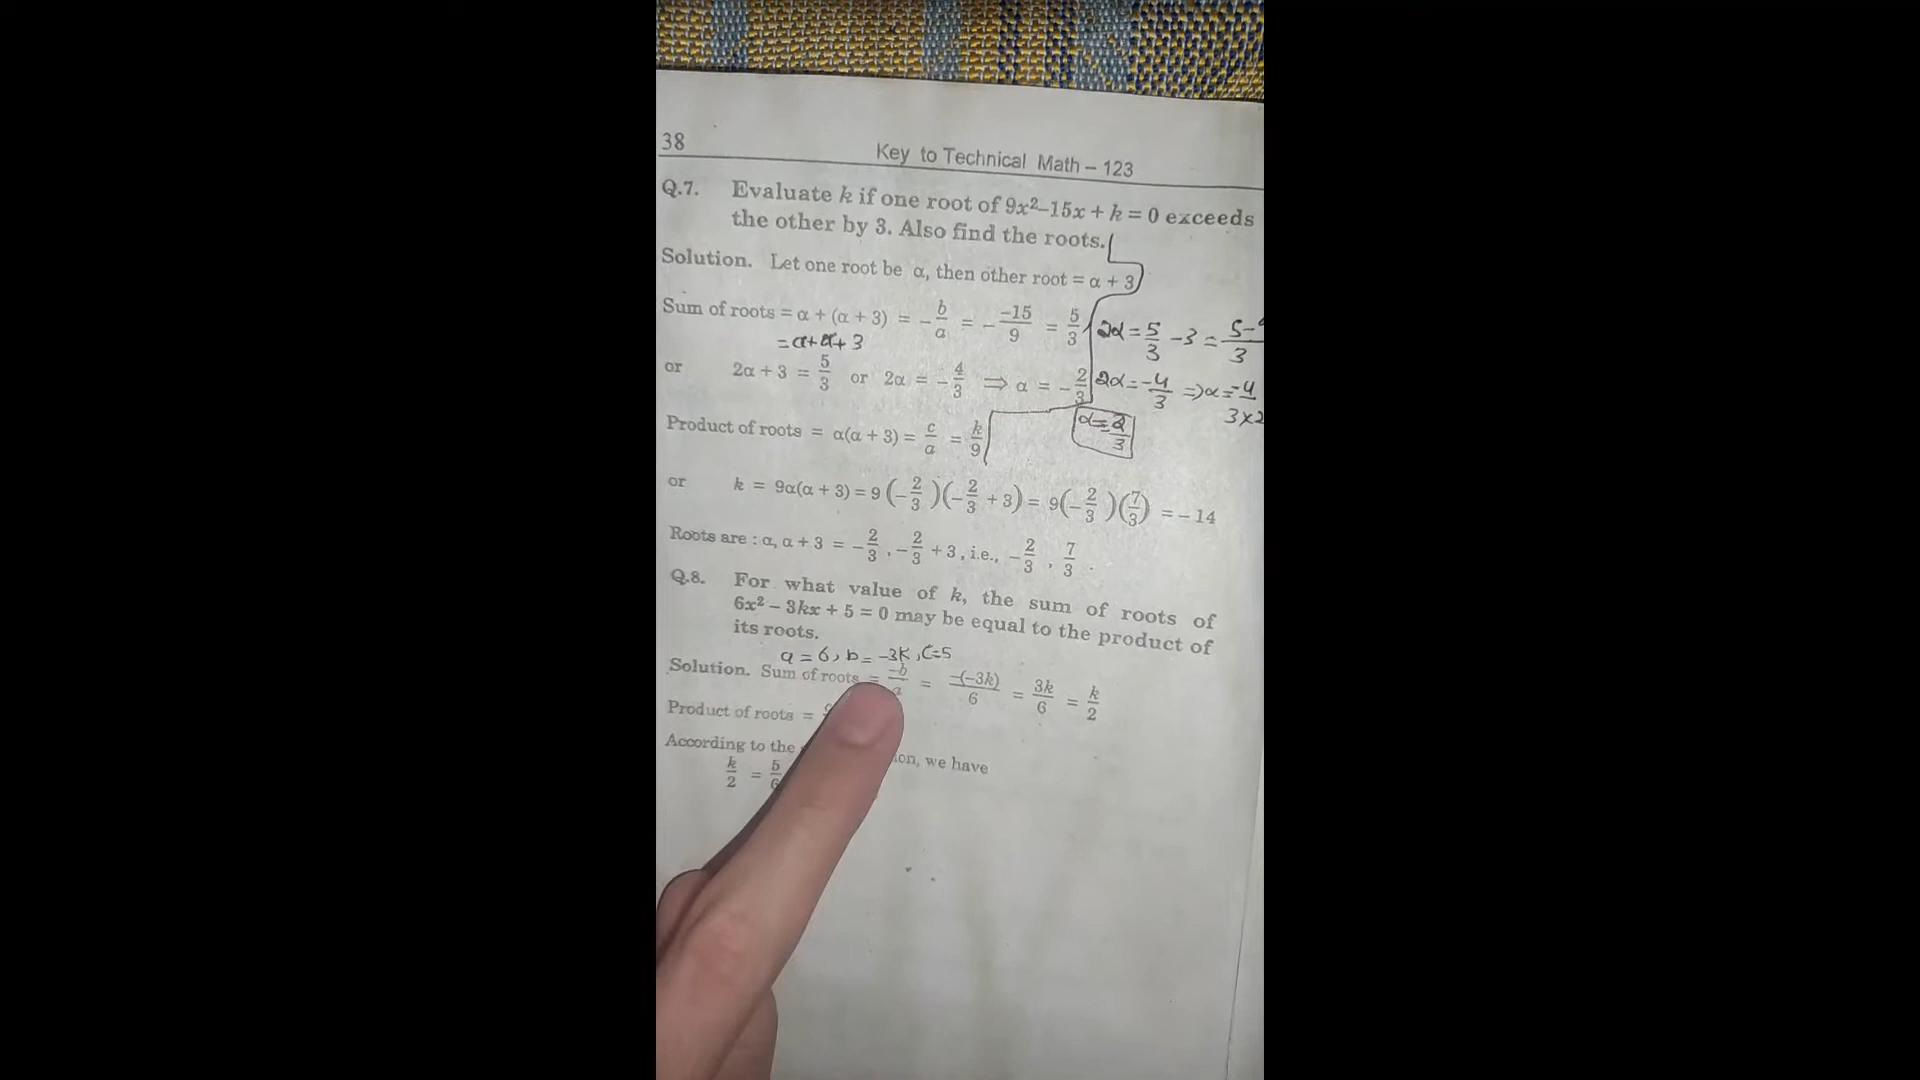 38
Key to Technical Math – 123
Q.7. Evaluate k if one root of 9x²–15x + k = 0 exceeds
the other by 3. Also find the roots.
Solution. Let one root be α, then other root = α + 3
Sum of roots = α + (α + 3) = – b/a = – –15/9 = 5/3
2α = 5/3 – 3 =
= α + α + 3
or 2α + 3 = 5/3 or 2α = – 4/3 ⟹ α = – 2/3
2α = –4/3 ⇒ α = –4/3×2
Product of roots = α(α + 3) = c/a = k/9
or k = 9α(α + 3) = 9 (– 2/3) (– 2/3 + 3) = 9(– 2/3) (7/3) = – 14
Roots are : α, α + 3 = – 2/3 , – 2/3 + 3 , i.e., – 2/3 , 7/3 .
Q.8. For what value of k, the sum of roots of
6x² – 3kx + 5 = 0 may be equal to the product of
its roots.
a = 6, b = –3k, C=5
Solution. Sum of roots = –b/a = –(–3k)/6 = 3k/6 = k/2
Product of roots =
According to the we have
k/2 = 5/6